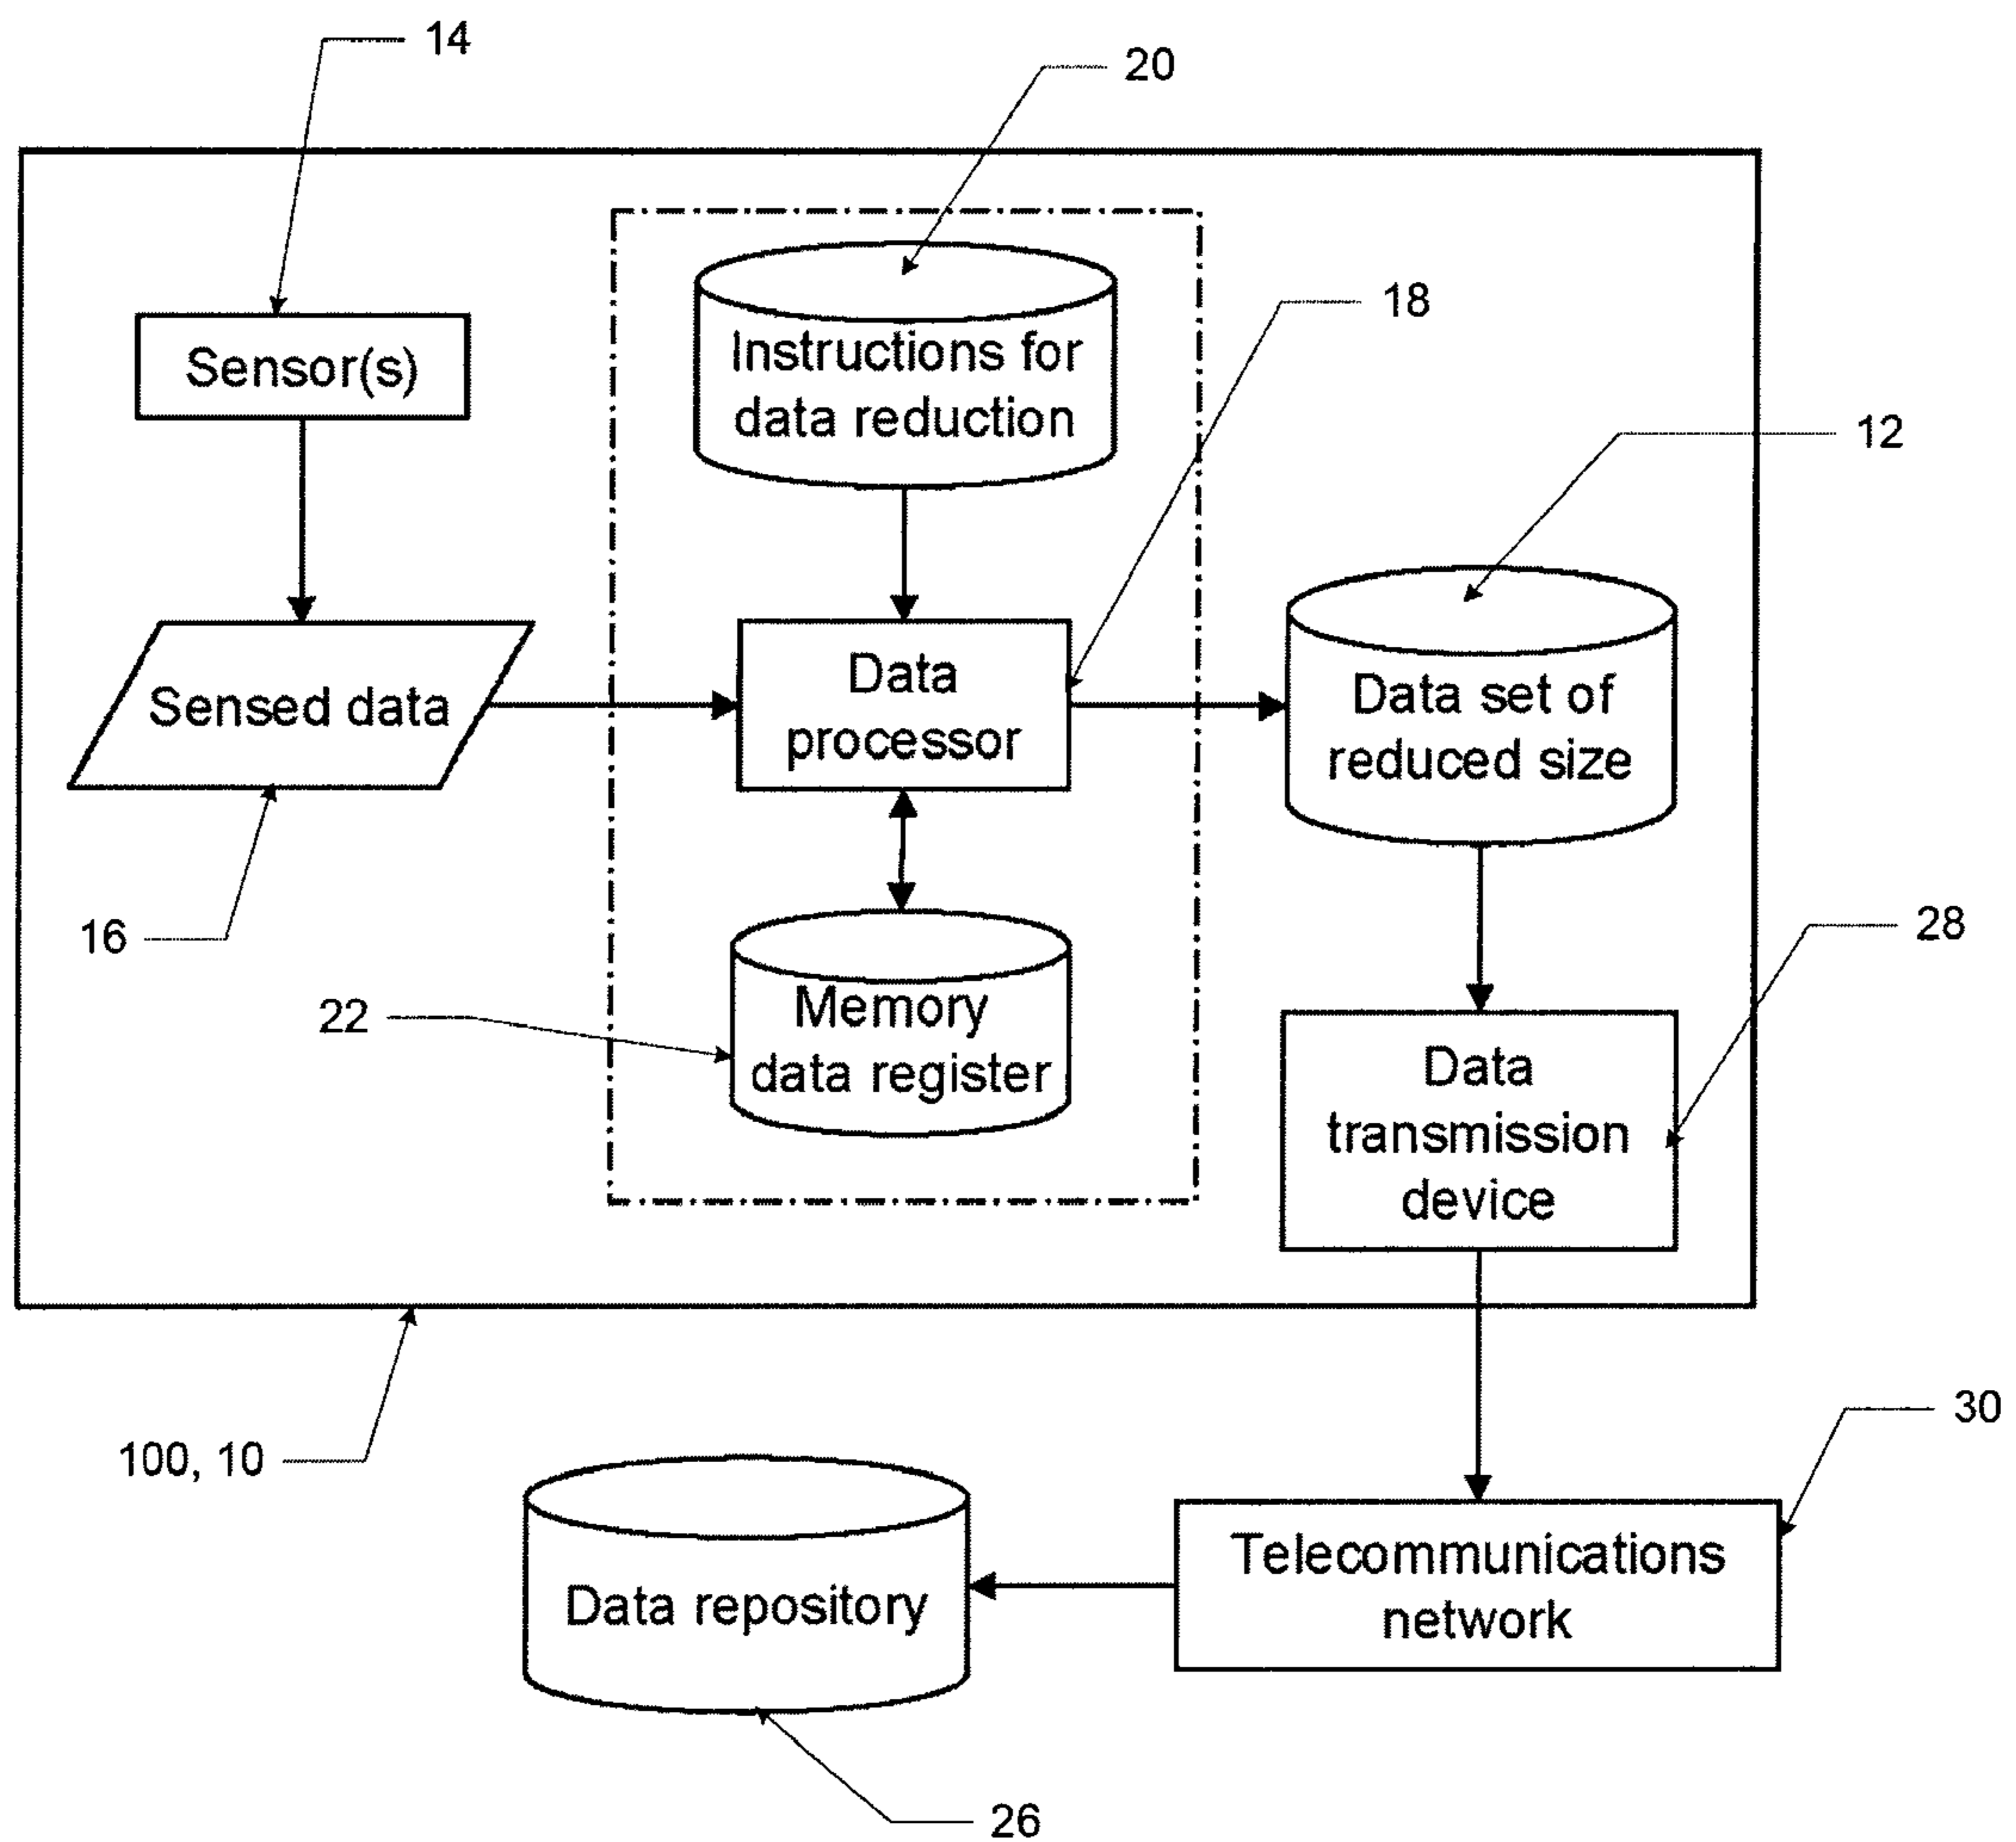 14
20
Sensor(s)
Instructions for
data reduction
18
12
Sensed data
Data
processor
Data set of
reduced size
16
22
Memory
data register
28
Data
transmission
device
100, 10
30
Data repository
Telecommunications
network
26